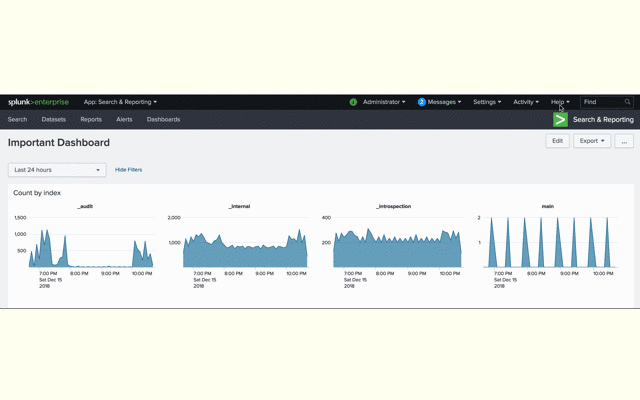 splunk>enterprise App: Search & Reporting ▾ i Administrator ▾ 2 Messages ▾ Settings ▾ Activity ▾ Help ▾ Find
Search Datasets Reports Alerts Dashboards > Search & Reporting
Important Dashboard Edit Export ▾ ...
Last 24 hours Hide Filters
Count by index
_audit _internal _introspection main
1,500 2,000 400 2
1,000 1,000 200 1
500
7:00 PM 8:00 PM 9:00 PM 10:00 PM 7:00 PM 8:00 PM 9:00 PM 10:00 PM 7:00 PM 8:00 PM 9:00 PM 10:00 PM 7:00 PM 8:00 PM 9:00 PM 10:00 PM
Sat Dec 15 Sat Dec 15 Sat Dec 15 Sat Dec 15
2018 2018 2018 2018